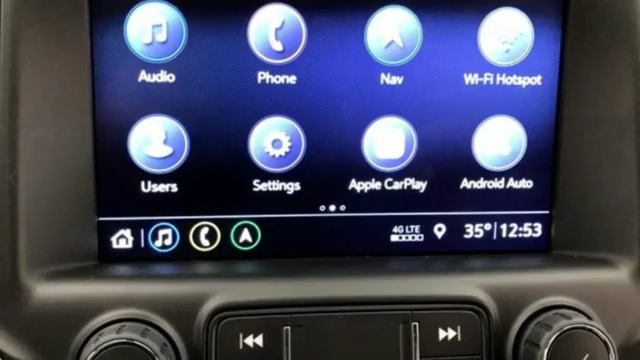 Audio Phone Nav Wi-Fi Hotspot
Users Settings Apple CarPlay Android Auto
4G LTE 35° 12:53